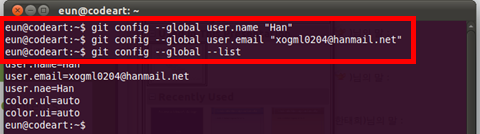 eun@codeart: ~
eun@codeart:~$ git config --global user.name "Han"
eun@codeart:~$ git config --global user.email "xogml0204@hanmail.net"
eun@codeart:~$ git config --global --list
user.name=Han
user.email=xogml0204@hanmail.net
user.nae=Han
color.ui=auto
color.ui=auto
eun@codeart:~$
Recently Used